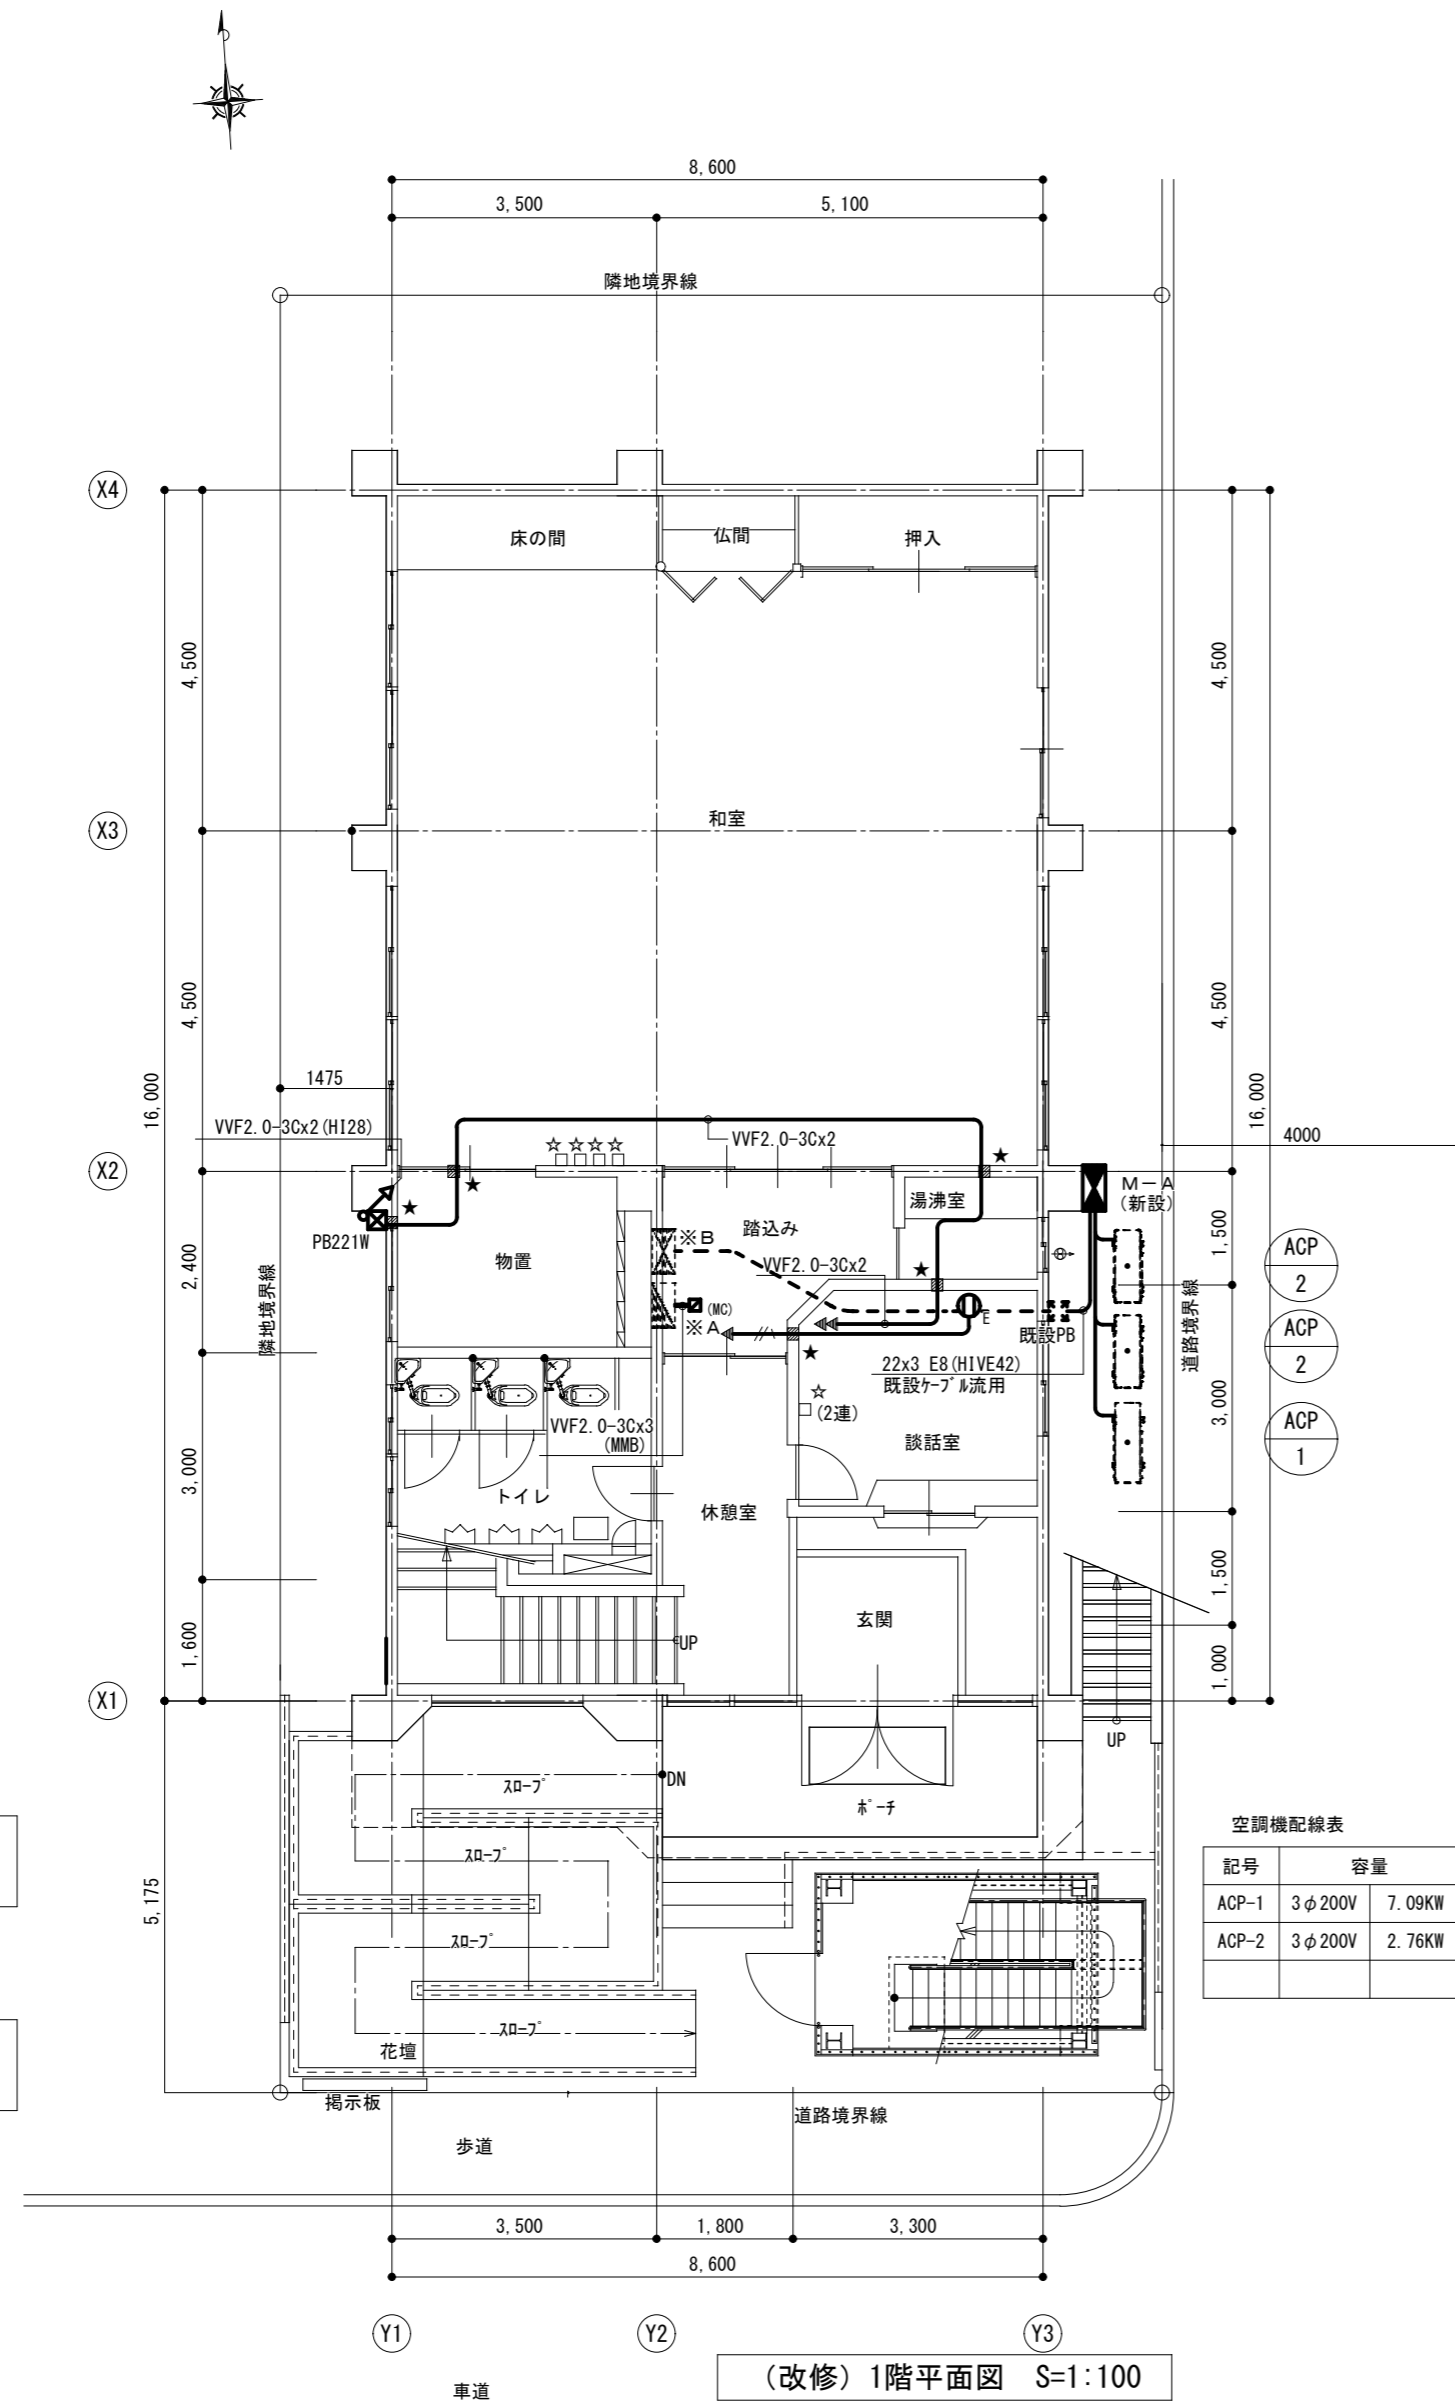 8,600
3,500
5,100
隣地境界線
X4
床の間
仏間
押入
4,500
4,500
X3
和室
4,500
4,500
16,000
16,000
1475
4000
VVF2.0-3Cx2(HI28)
☆☆☆☆
VVF2.0-3Cx2
★
X2
★
★
M－A
(新設)
湯沸室
PB221W
踏込み
※B
物置
VVF2.0-3Cx2
★
1,500
ACP
2
2,400
隣地境界線
(MC)
※A
E
既設PB
道路境界線
ACP
2
★
22x3 E8(HIVE42)
既設ｹｰﾌﾞﾙ流用
☆
(2連)
3,000
ACP
1
VVF2.0-3Cx3
(MMB)
談話室
3,000
トイレ
休憩室
1,500
玄関
1,600
UP
1,000
X1
UP
DN
ｽﾛｰﾌﾟ
ﾎﾟｰﾁ
ｽﾛｰﾌﾟ
ｽﾛｰﾌﾟ
ｽﾛｰﾌﾟ
5,175
花壇
掲示板
空調機配線表
記号 容量
ACP-1 3φ200V 7.09KW
ACP-2 3φ200V 2.76KW
道路境界線
歩道
3,500
1,800
3,300
8,600
Y1
Y2
Y3
(改修) 1階平面図 S=1:100
車道